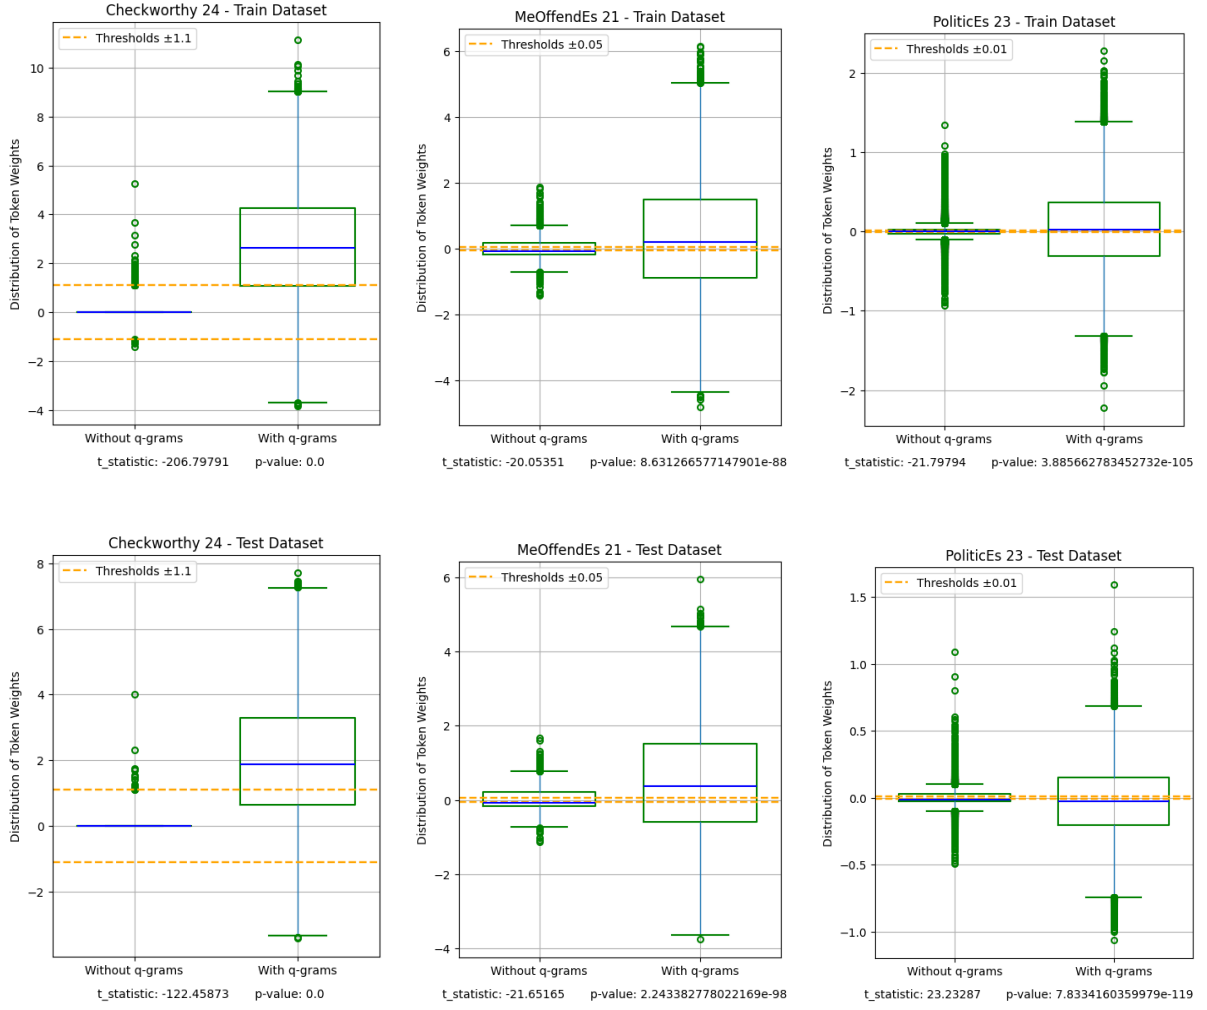 Checkworthy 24 - Train Dataset
Thresholds ±1.1
Distribution of Token Weights
10
8
6
4
2
0
−2
−4
Without q-grams With q-grams
t_statistic: -206.79791 p-value: 0.0
MeOffendEs 21 - Train Dataset
Thresholds ±0.05
Distribution of Token Weights
6
4
2
0
−2
−4
Without q-grams With q-grams
t_statistic: -20.05351 p-value: 8.631266577147901e-88
PoliticEs 23 - Train Dataset
Thresholds ±0.01
Distribution of Token Weights
2
1
0
−1
−2
Without q-grams With q-grams
t_statistic: -21.79794 p-value: 3.885662783452732e-105
Checkworthy 24 - Test Dataset
Thresholds ±1.1
Distribution of Token Weights
8
6
4
2
0
−2
Without q-grams With q-grams
t_statistic: -122.45873 p-value: 0.0
MeOffendEs 21 - Test Dataset
Thresholds ±0.05
Distribution of Token Weights
6
4
2
0
−2
−4
Without q-grams With q-grams
t_statistic: -21.65165 p-value: 2.243382778022169e-98
PoliticEs 23 - Test Dataset
Thresholds ±0.01
Distribution of Token Weights
1.5
1.0
0.5
0.0
−0.5
−1.0
Without q-grams With q-grams
t_statistic: 23.23287 p-value: 7.8334160359979e-119